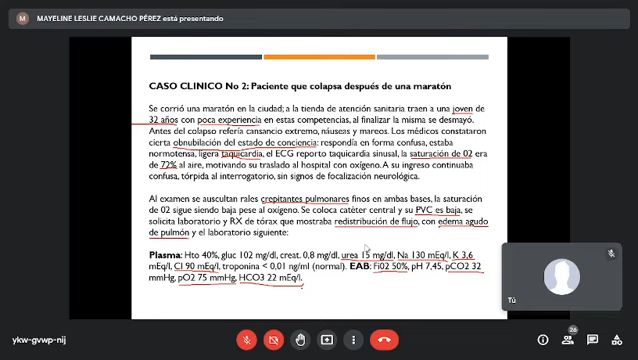 M
MAYELINE LESLIE CAMACHO PÉREZ está presentando
CASO CLINICO No 2: Paciente que colapsa después de una maratón
Se corrió una maratón en la ciudad; a la tienda de atención sanitaria traen a una joven de
32 años con poca experiencia en estas competencias, al finalizar la misma se desmayó.
Antes del colapso refería cansancio extremo, náuseas y mareos. Los médicos constataron
cierta obnubilación del estado de conciencia: respondía en forma confusa, estaba
normotensa, ligera taquicardia, el ECG reporto taquicardia sinusal, la saturación de 02 era
de 72% al aire, motivando su traslado al hospital con oxígeno. A su ingreso continuaba
confusa, tórpida al interrogatorio, sin signos de focalización neurológica.
Al examen se auscultan rales crepitantes pulmonares finos en ambas bases, la saturación
de 02 sigue siendo baja pese al oxígeno. Se coloca catéter central y su PVC es baja, se
solicita laboratorio y RX de tórax que mostraba redistribución de flujo, con edema agudo
de pulmón y el laboratorio siguiente:
Plasma: Hto 40%, gluc 102 mg/dl, creat. 0,8 mg/dl, urea 15 mg/dl, Na 130 mEq/l, K 3,6
mEq/l, Cl 90 mEq/l, troponina < 0,01 ng/ml (normal). EAB: Fi02 50%, pH 7,45, pCO2 32
mmHg, pO2 75 mmHg, HCO3 22 mEq/l.
Tú
ykw-gvwp-nij
26